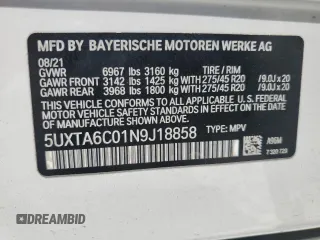 MFD BY BAYERISCHE MOTOREN WERKE AG
08/21
GVWR 6967 lbs 3160 kg TIRE / RIM
GAWR FRONT 3142 lbs 1425 kg 275/45 R20 / 9.0J x 20
GAWR REAR 3968 lbs 1800 kg 275/45 R20 / 9.0J x 20
THIS VEHICLE CONFORMS TO ALL APPLICABLE FEDERAL
MOTOR VEHICLE SAFETY STANDARDS IN EFFECT ON THE
DATE OF MANUFACTURE SHOWN ABOVE.
5UXTA6C01N9J18858 TYPE: MPV
A96M
DREAMBID